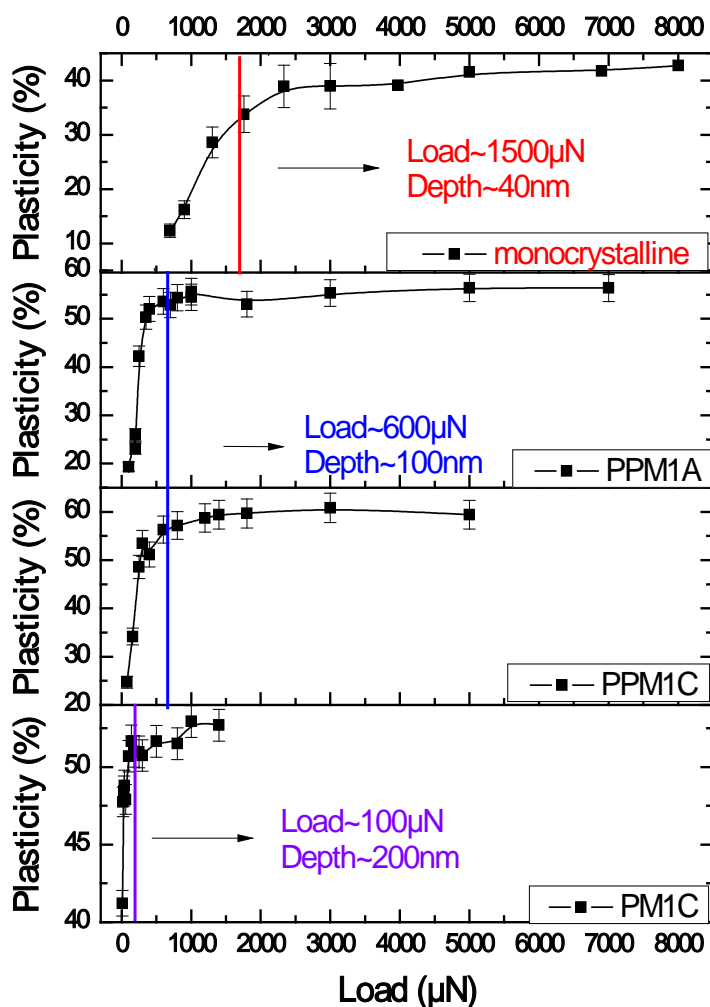 0 1000 2000 3000 4000 5000 6000 7000 8000
Plasticity (%)
40
30
20
10
Load~1500µN
Depth~40nm
monocrystalline
Plasticity (%)
60
50
40
30
20
Load~600µN
Depth~100nm
PPM1A
Plasticity (%)
60
50
40
30
20
PPM1C
Plasticity (%)
50
45
40
Load~100µN
Depth~200nm
PM1C
0 1000 2000 3000 4000 5000 6000 7000 8000
Load (µN)